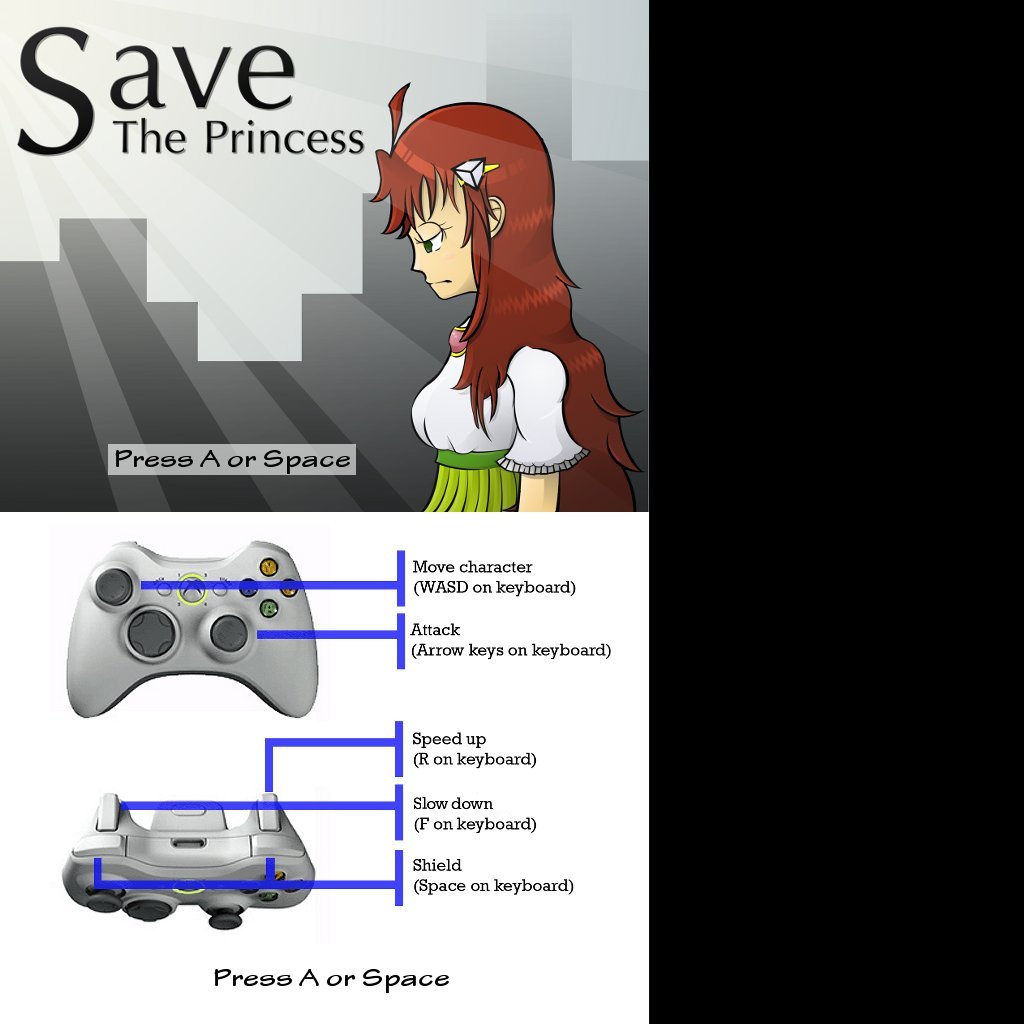 Save
The Princess
Press A or Space
Move character
(WASD on keyboard)
Attack
(Arrow keys on keyboard)
Speed up
(R on keyboard)
Slow down
(F on keyboard)
Shield
(Space on keyboard)
Press A or Space